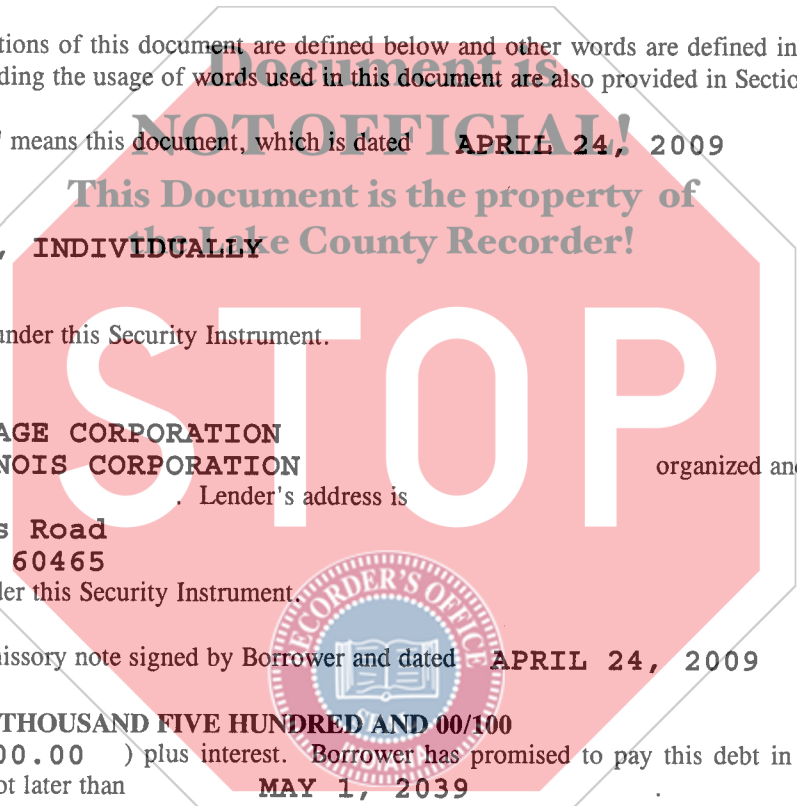 tions of this document are defined below and other words are defined in
ding the usage of words used in this document are also provided in Sectio
Document is
" means this document, which is dated APRIL 24, 2009
NOT OFFICIAL!
This Document is the property of
the Lake County Recorder!
, INDIVIDUALLY
under this Security Instrument.
STOP
AGE CORPORATION
NOIS CORPORATION organized and
. Lender's address is
s Road
60465
der this Security Instrument.
RECORDER'S OFFICE
issory note signed by Borrower and dated APRIL 24, 2009
THOUSAND FIVE HUNDRED AND 00/100
00.00 ) plus interest. Borrower has promised to pay this debt in
ot later than MAY 1, 2039 .